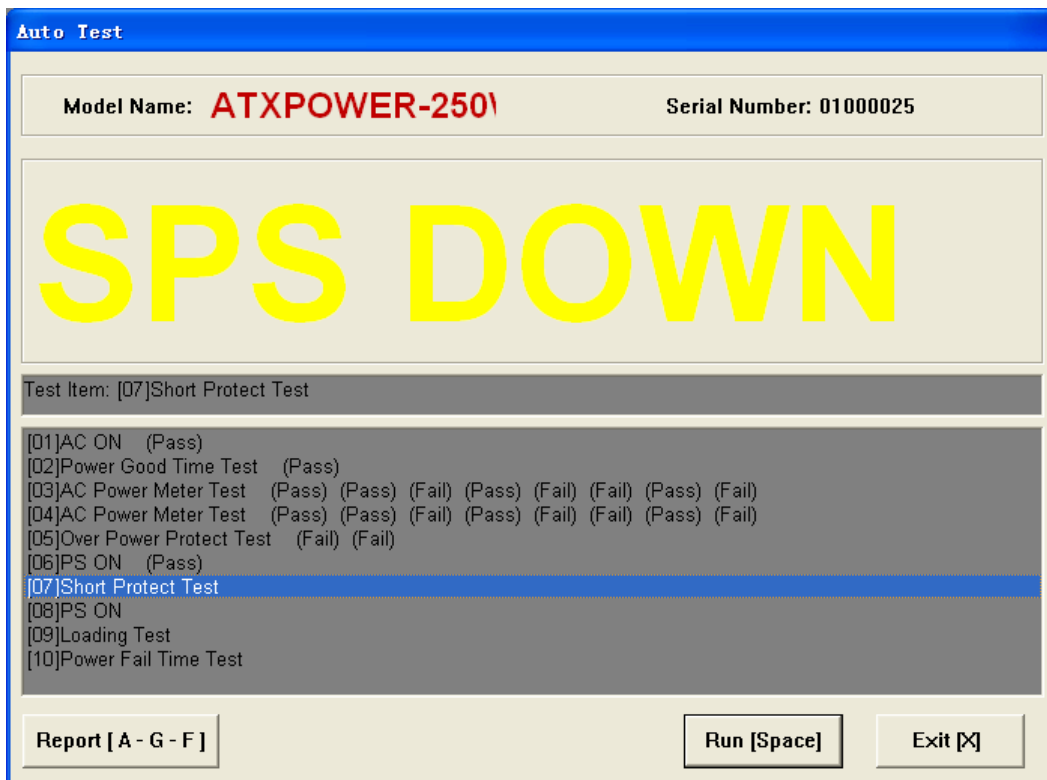 Auto Test
Model Name: ATXPOWER-250 Serial Number: 01000025
SPS DOWN
Test Item: [07]Short Protect Test
[01]AC ON (Pass)
[02]Power Good Time Test (Pass)
[03]AC Power Meter Test (Pass) (Pass) (Fail) (Pass) (Fail) (Fail) (Pass) (Fail)
[04]AC Power Meter Test (Pass) (Pass) (Fail) (Pass) (Fail) (Fail) (Pass) (Fail)
[05]Over Power Protect Test (Fail) (Fail)
[06]PS ON (Pass)
[07]Short Protect Test
[08]PS ON
[09]Loading Test
[10]Power Fail Time Test
Report [ A - G - F ] Run [Space] Exit [X]